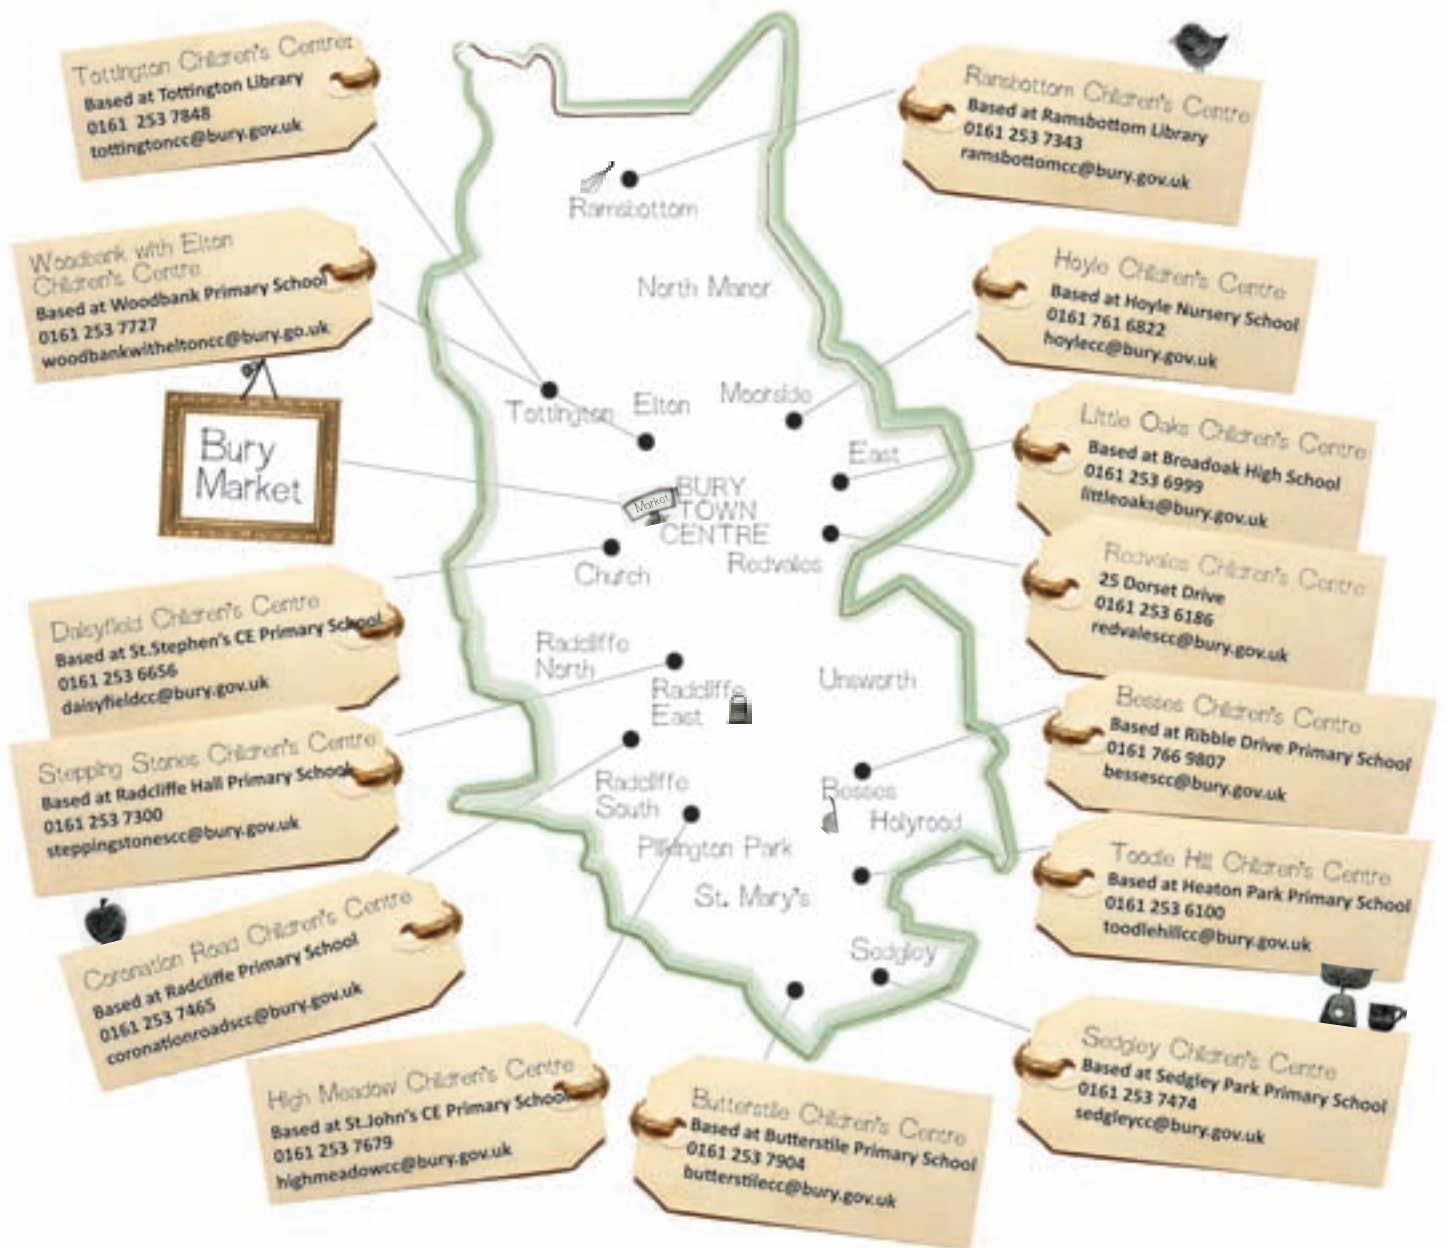 Tottington Children's Centre
Based at Tottington Library
0161 253 7848
tottingtoncc@bury.gov.uk
Ramsbottom Children's Centre
Based at Ramsbottom Library
0161 253 7343
ramsbottomcc@bury.gov.uk
Woodbank with Elton
Children's Centre
Based at Woodbank Primary School
0161 253 7727
woodbankwitheltoncc@bury.go.uk
Hoyle Children's Centre
Based at Hoyle Nursery School
0161 761 6822
hoylecc@bury.gov.uk
Bury
Market
Little Oaks Children's Centre
Based at Broadoak High School
0161 253 6999
littleoaks@bury.gov.uk
Redvales Children's Centre
25 Dorset Drive
0161 253 6186
redvalescc@bury.gov.uk
Daisyfield Children's Centre
Based at St.Stephen's CE Primary School
0161 253 6656
daisyfieldcc@bury.gov.uk
Besses Children's Centre
Based at Ribble Drive Primary School
0161 766 9807
bessescc@bury.gov.uk
Stepping Stones Children's Centre
Based at Radcliffe Hall Primary School
0161 253 7300
steppingstonescc@bury.gov.uk
Toodle Hill Children's Centre
Based at Heaton Park Primary School
0161 253 6100
toodlehillcc@bury.gov.uk
Coronation Road Children's Centre
Based at Radcliffe Primary School
0161 253 7465
coronationroadscc@bury.gov.uk
Sedgley Children's Centre
Based at Sedgley Park Primary School
0161 253 7474
sedgleycc@bury.gov.uk
High Meadow Children's Centre
Based at St.John's CE Primary School
0161 253 7679
highmeadowcc@bury.gov.uk
Butterstile Children's Centre
Based at Butterstile Primary School
0161 253 7904
butterstilecc@bury.gov.uk
Ramsbottom
North Manor
Tottington
Elton
Moorside
East
Market
BURY
TOWN
CENTRE
Church
Redvales
Radcliffe
North
Radcliffe
East
Unsworth
Radcliffe
South
Besses
Holyrood
Pilkington Park
St. Mary's
Sedgley